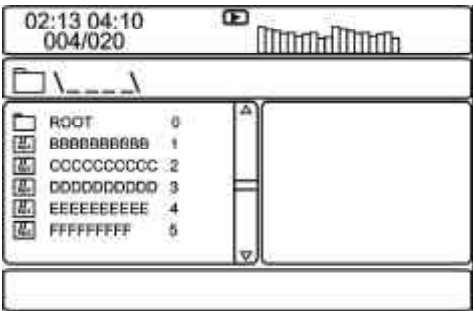 02:13 04:10
004/020
\_ _ _ _\
ROOT 0
BBBBBBBBBB 1
CCCCCCCCCC 2
DDDDDDDDDD 3
EEEEEEEEEE 4
FFFFFFFFF 5